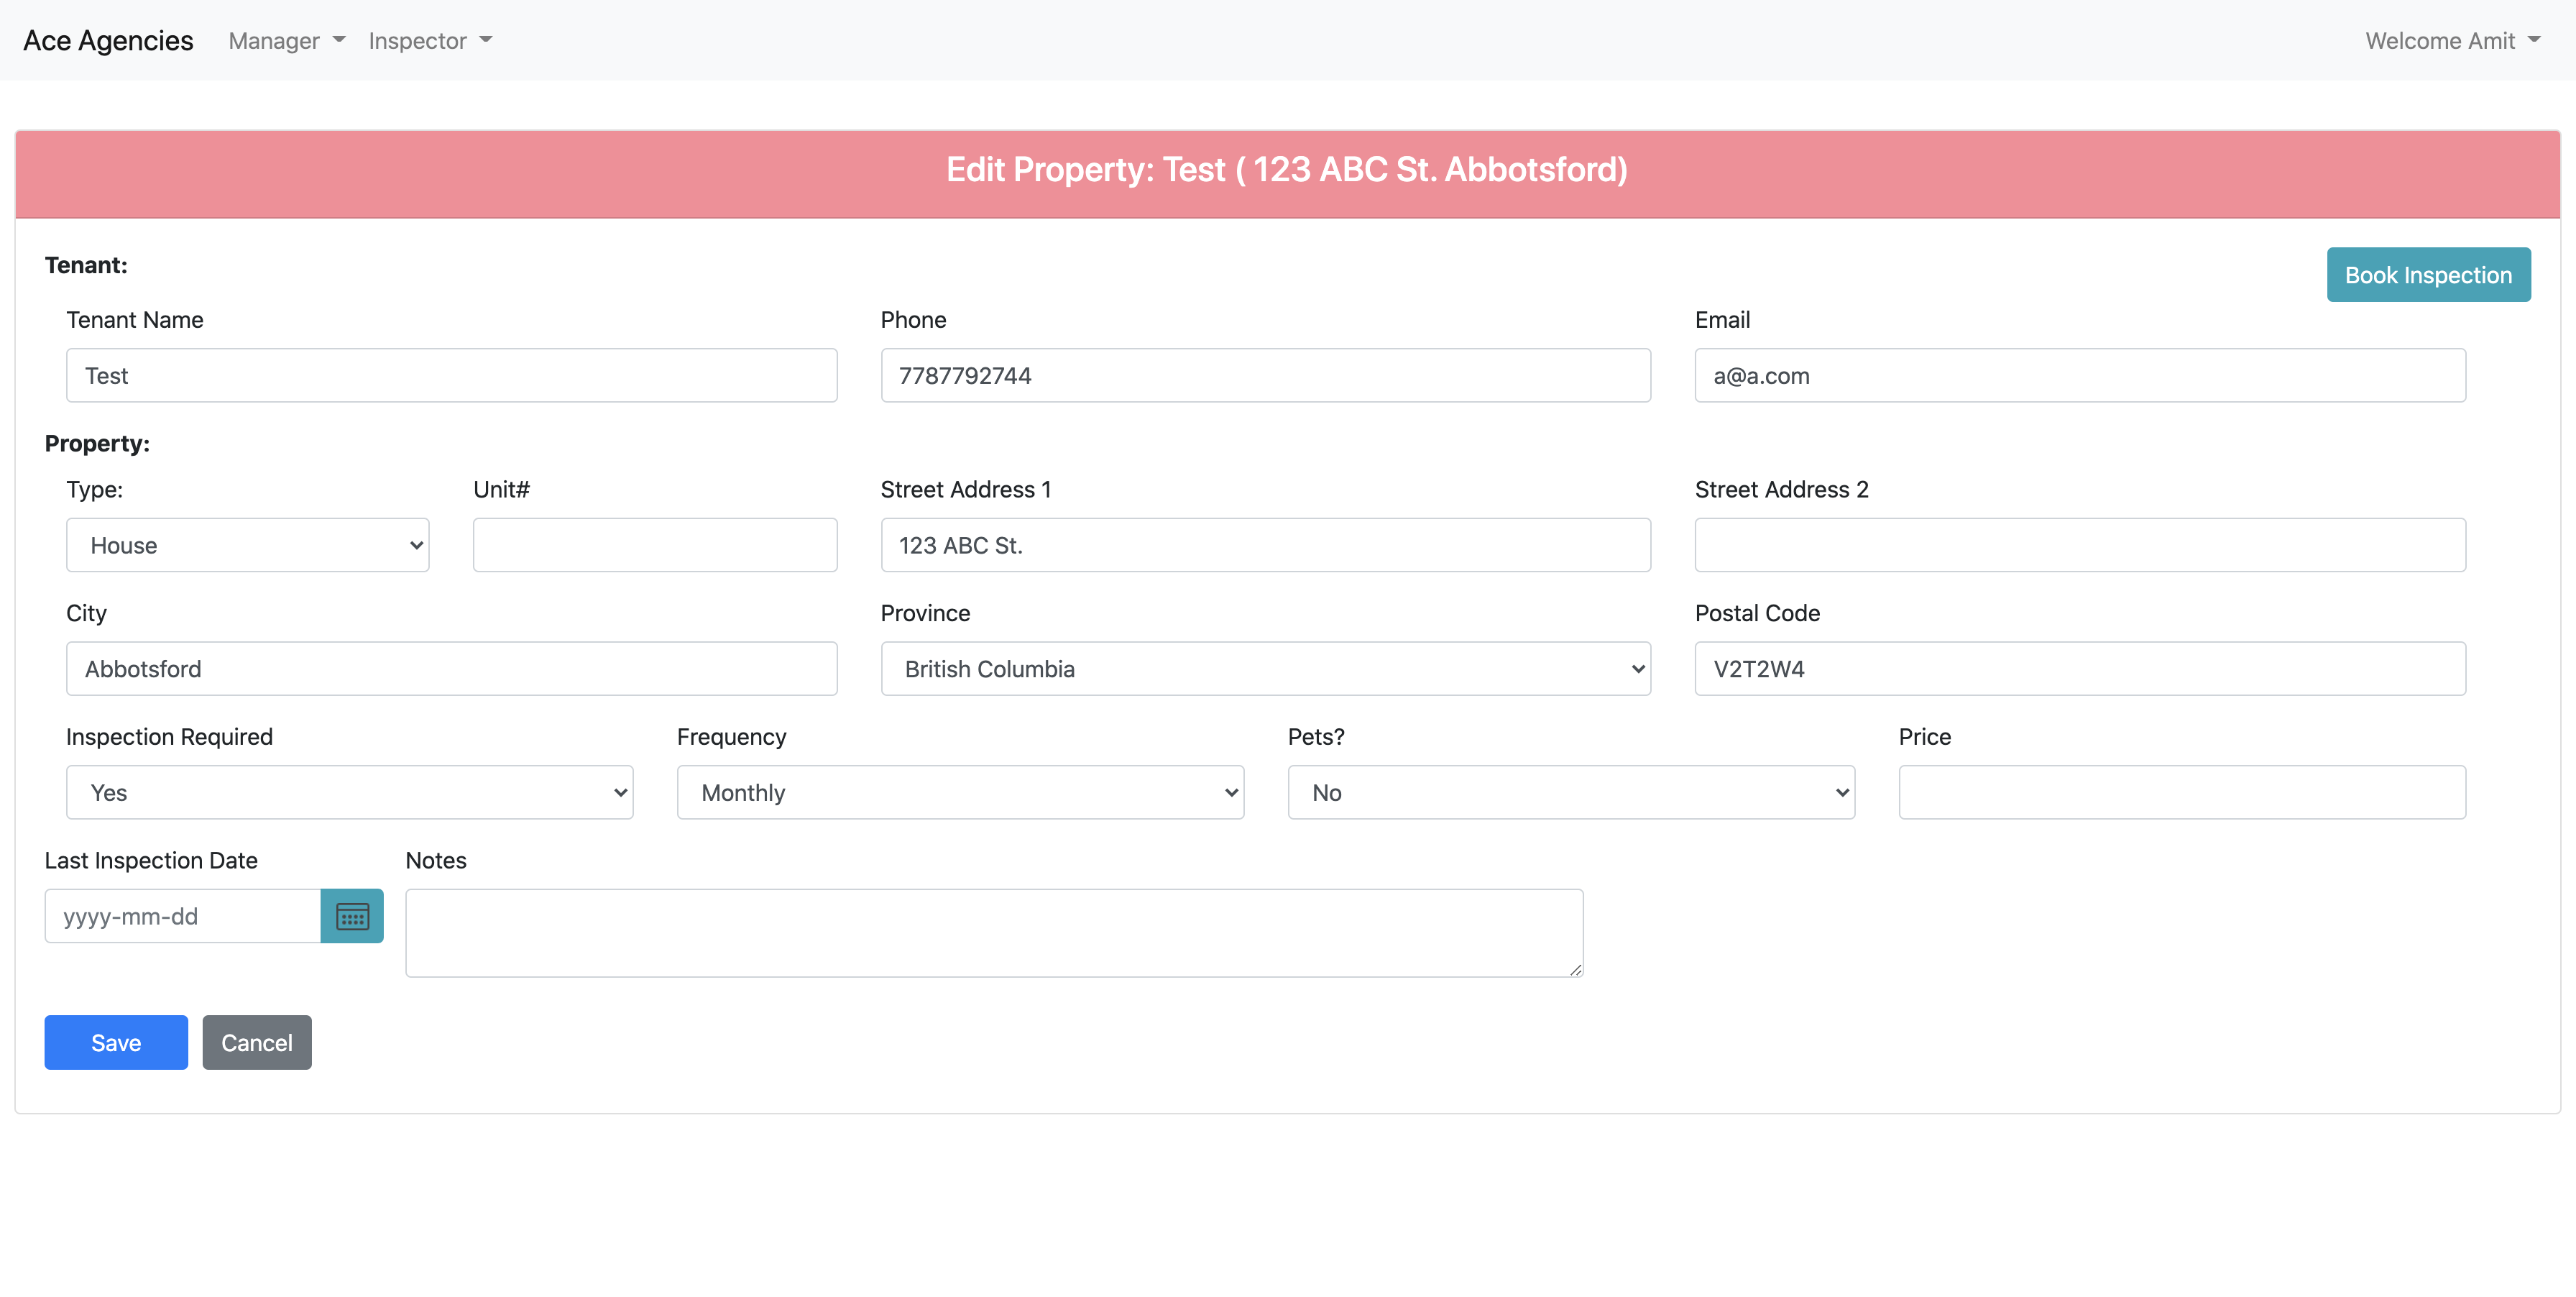 Ace Agencies Manager Inspector Welcome Amit
Edit Property: Test ( 123 ABC St. Abbotsford)
Tenant: Book Inspection
Tenant Name Phone Email
Test 7787792744 a@a.com
Property:
Type: Unit# Street Address 1 Street Address 2
House 123 ABC St.
City Province Postal Code
Abbotsford British Columbia V2T2W4
Inspection Required Frequency Pets? Price
Yes Monthly No
Last Inspection Date Notes
yyyy-mm-dd
Save Cancel